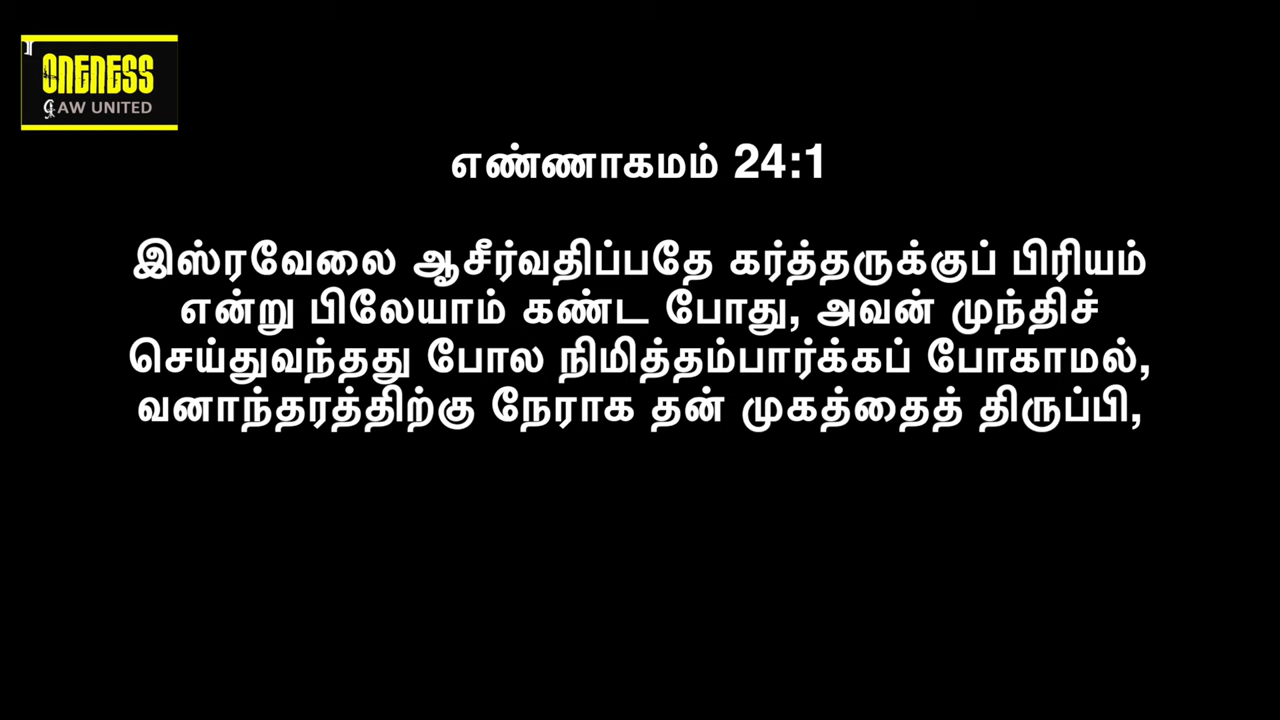 ONENESS
AW UNITED
எண்ணாகமம் 24:1
இஸ்ரவேலை ஆசீர்வதிப்பதே கர்த்தருக்குப் பிரியம்
என்று பிலேயாம் கண்ட போது, அவன் முந்திச்
செய்துவந்தது போல நிமித்தம்பார்க்கப் போகாமல்,
வனாந்தரத்திற்கு நேராக தன் முகத்தைத் திருப்பி,